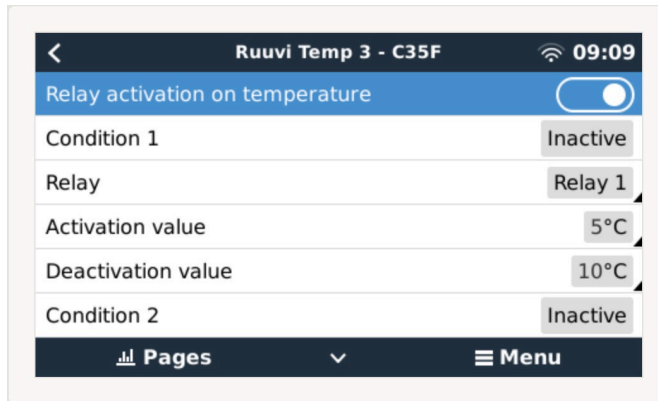 Ruuvi Temp 3 - C35F 09:09
Relay activation on temperature
Condition 1 Inactive
Relay Relay 1
Activation value 5°C
Deactivation value 10°C
Condition 2 Inactive
Pages Menu